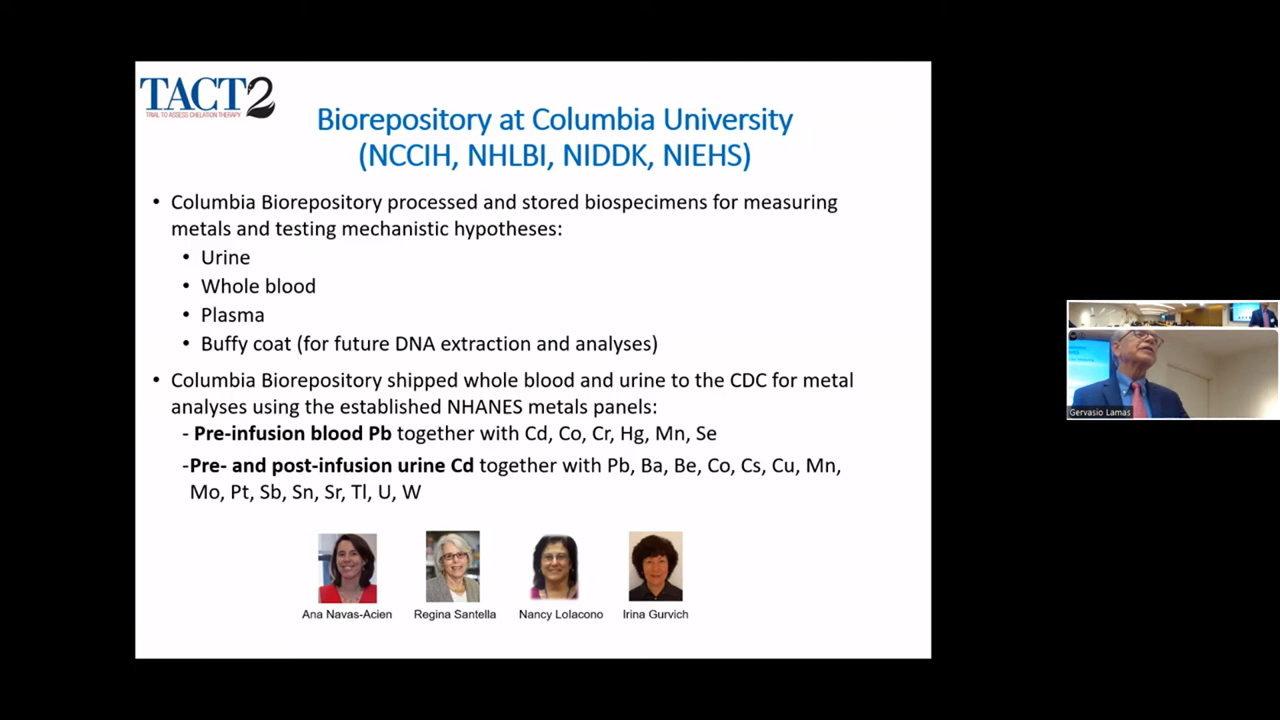 TACT2
TRIAL TO ASSESS CHELATION THERAPY
Biorepository at Columbia University
(NCCIH, NHLBI, NIDDK, NIEHS)
• Columbia Biorepository processed and stored biospecimens for measuring
metals and testing mechanistic hypotheses:
• Urine
• Whole blood
• Plasma
• Buffy coat (for future DNA extraction and analyses)
• Columbia Biorepository shipped whole blood and urine to the CDC for metal
analyses using the established NHANES metals panels:
- Pre-infusion blood Pb together with Cd, Co, Cr, Hg, Mn, Se
-Pre- and post-infusion urine Cd together with Pb, Ba, Be, Co, Cs, Cu, Mn,
Mo, Pt, Sb, Sn, Sr, Tl, U, W
Ana Navas-Acien
Regina Santella
Nancy LoIacono
Irina Gurvich
Gervasio Lamas